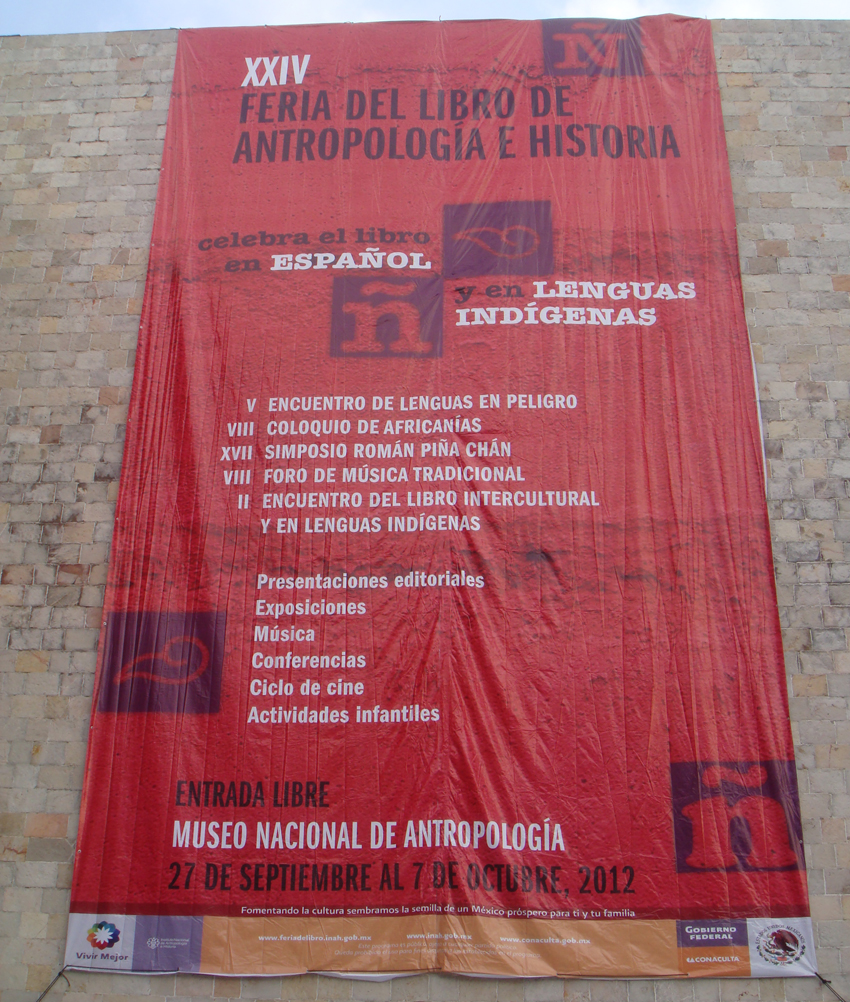 Ñ
XXIV
FERIA DEL LIBRO DE
ANTROPOLOGÍA E HISTORIA
celebra el libro
en ESPAÑOL
ñ
y en LENGUAS
INDÍGENAS
V ENCUENTRO DE LENGUAS EN PELIGRO
VIII COLOQUIO DE AFRICANÍAS
XVII SIMPOSIO ROMÁN PIÑA CHÁN
VIII FORO DE MÚSICA TRADICIONAL
II ENCUENTRO DEL LIBRO INTERCULTURAL
Y EN LENGUAS INDÍGENAS
Presentaciones editoriales
Exposiciones
Música
Conferencias
Ciclo de cine
Actividades infantiles
ñ
ENTRADA LIBRE
MUSEO NACIONAL DE ANTROPOLOGÍA
27 DE SEPTIEMBRE AL 7 DE OCTUBRE, 2012
Fomentando la cultura sembramos la semilla de un México próspero para ti y tu familia
Vivir Mejor
www.feriadellibro.inah.gob.mx www.inah.gob.mx www.conaculta.gob.mx
GOBIERNO
FEDERAL
CONACULTA